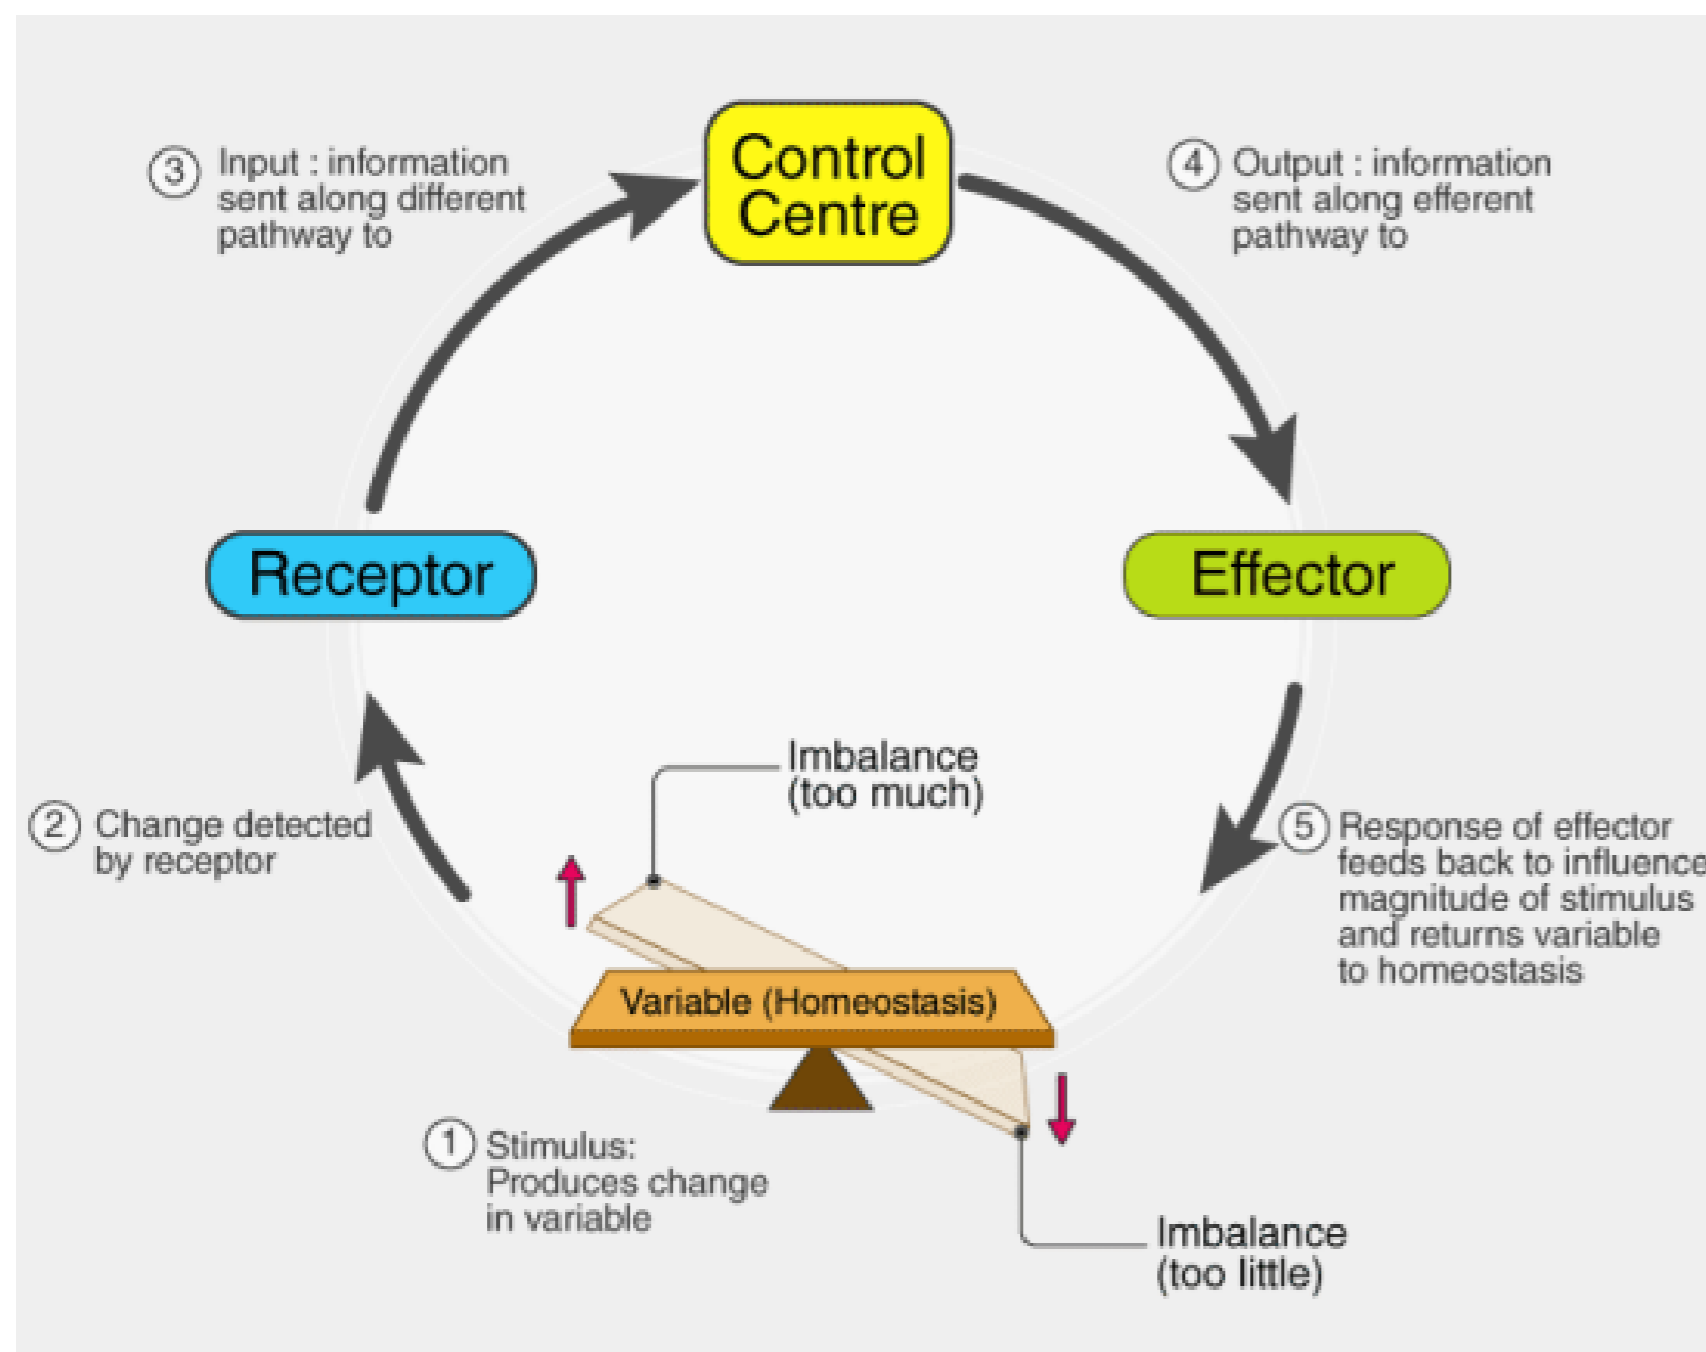 Control
Centre
3
Input : information
sent along different
pathway to
4
Output : information
sent along efferent
pathway to
Receptor
Effector
2
Change detected
by receptor
Imbalance
(too much)
5
Response of effector
feeds back to influence
magnitude of stimulus
and returns variable
to homeostasis
Variable (Homeostasis)
1
Stimulus:
Produces change
in variable
Imbalance
(too little)